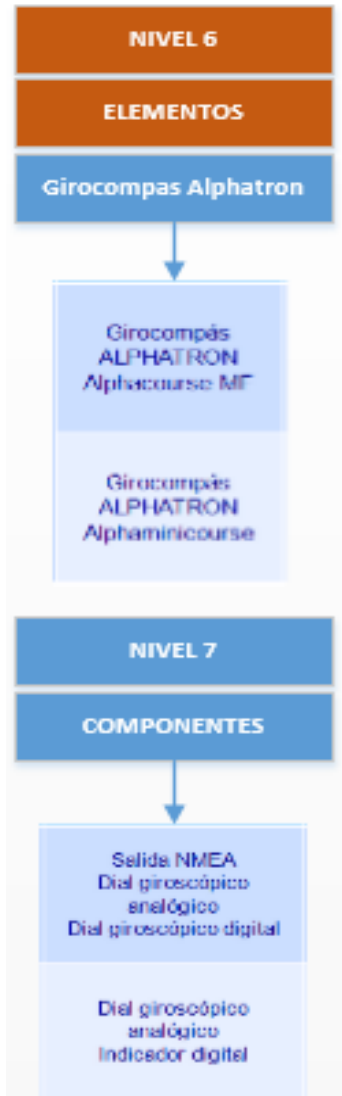 NIVEL 6
ELEMENTOS
Girocompas Alphatron
Girocompás
ALPHATRON
Alphacourse MF
Girocompás
ALPHATRON
Alphaminicourse
NIVEL 7
COMPONENTES
Salida NMEA
Dial giroscópico
analógico
Dial giroscópico digital
Dial giroscópico
analógico
Indicador digital